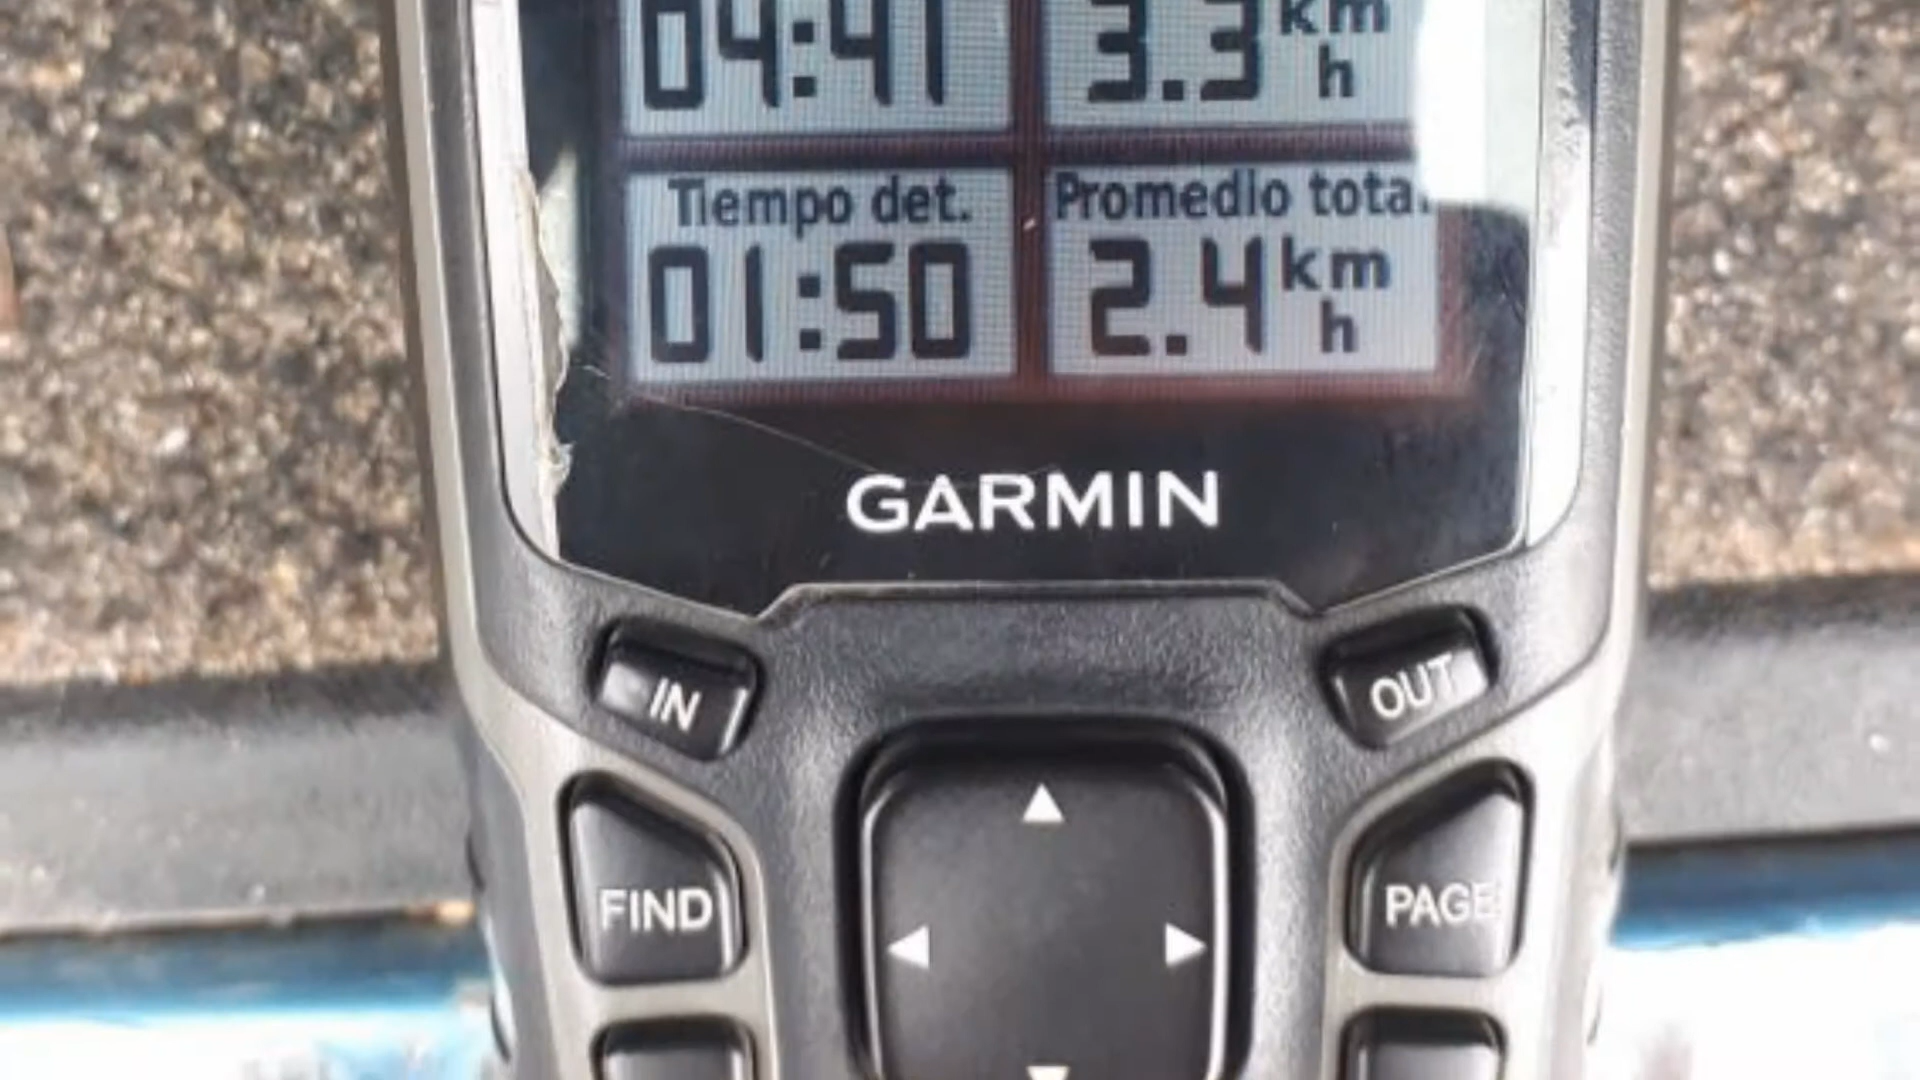 04:41 3.3 km
h
Tiempo det. Promedio total
01:50 2.4 km
h
GARMIN
IN OUT
FIND PAGE